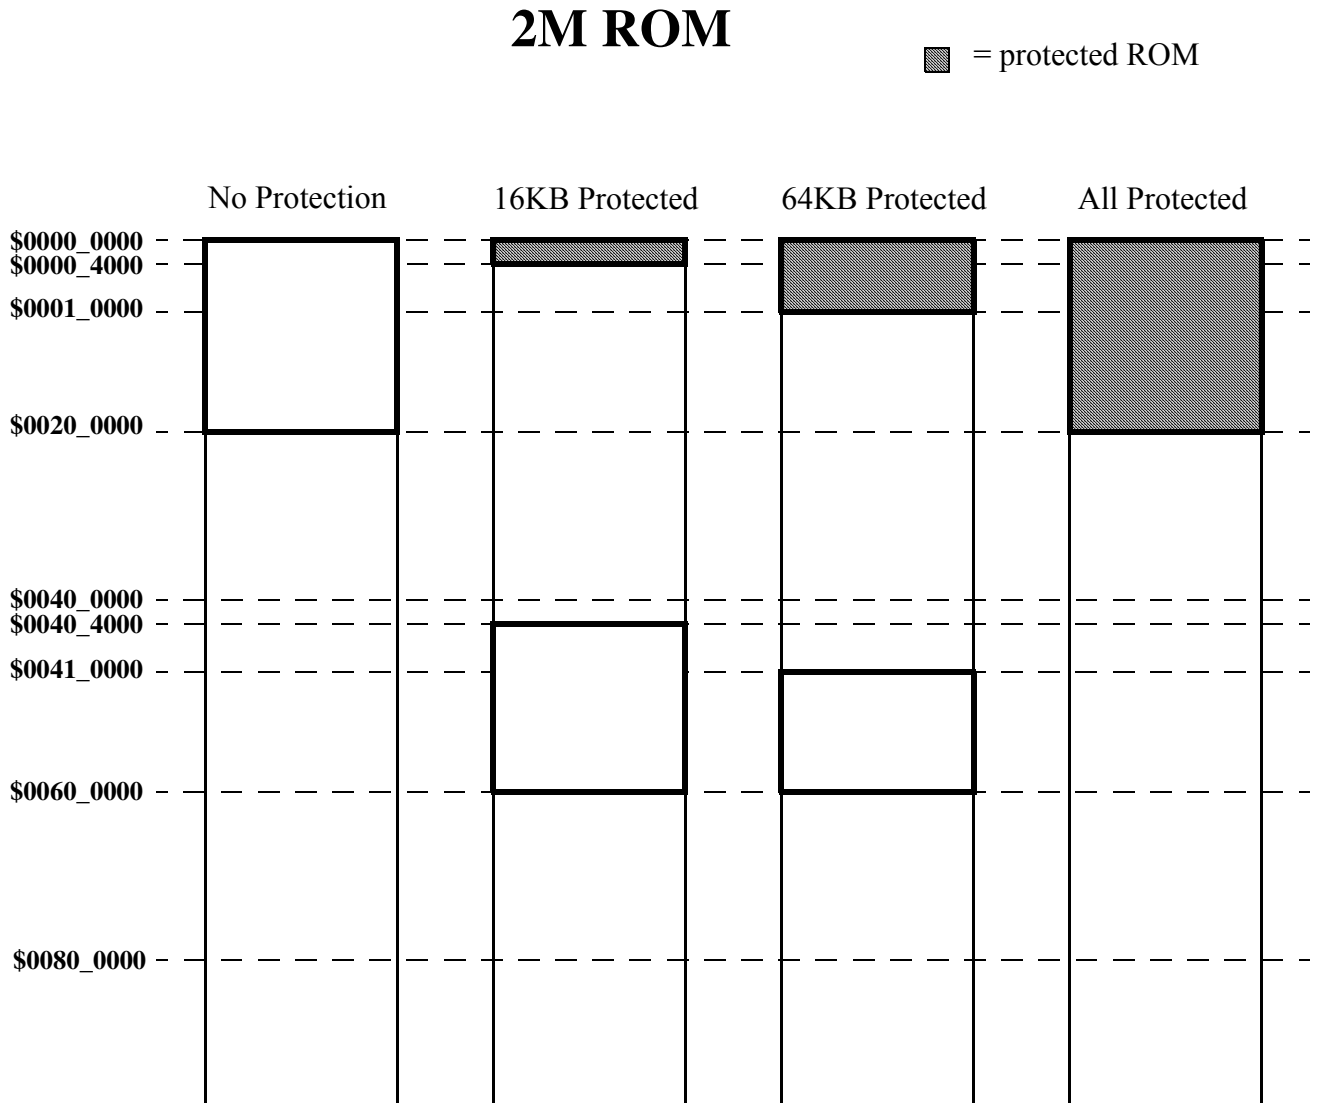 2M ROM
= protected ROM
No Protection
16KB Protected
64KB Protected
All Protected
$0000_0000
$0000_4000
$0001_0000
$0020_0000
$0040_0000
$0040_4000
$0041_0000
$0060_0000
$0080_0000